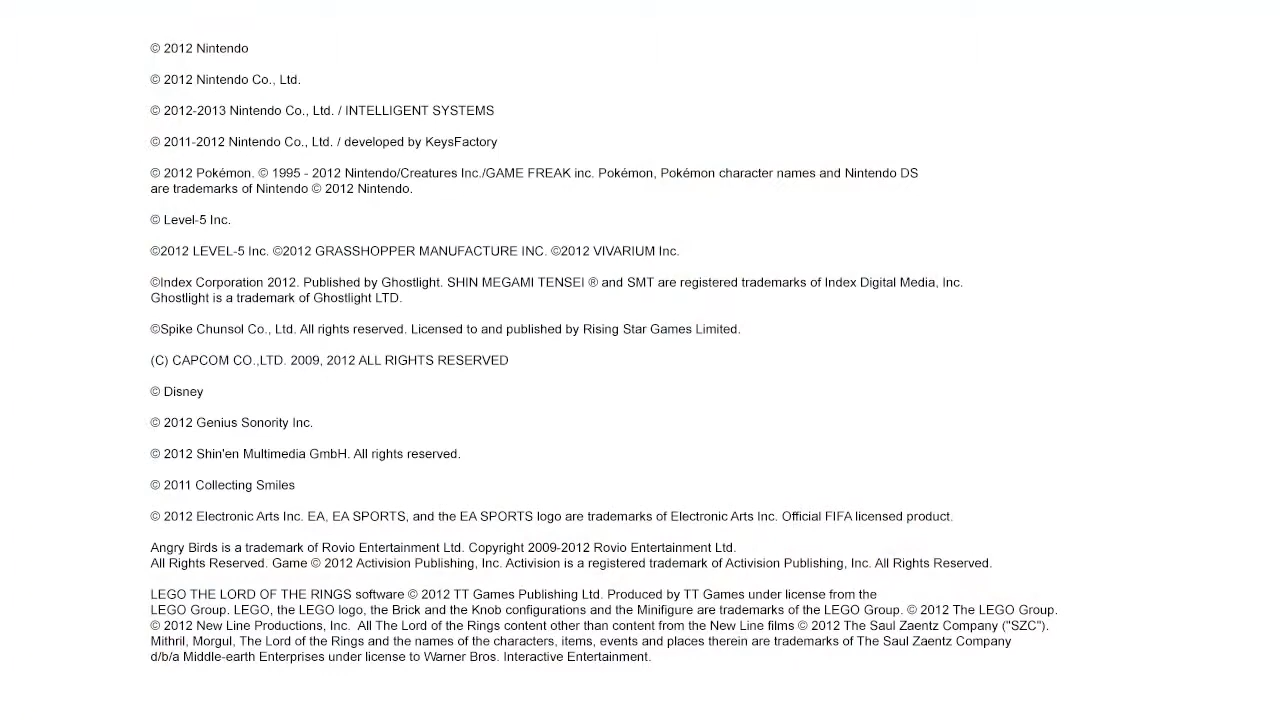 © 2012 Nintendo
© 2012 Nintendo Co., Ltd.
© 2012-2013 Nintendo Co., Ltd. / INTELLIGENT SYSTEMS
© 2011-2012 Nintendo Co., Ltd. / developed by KeysFactory
© 2012 Pokémon. © 1995 - 2012 Nintendo/Creatures Inc./GAME FREAK inc. Pokémon, Pokémon character names and Nintendo DS
are trademarks of Nintendo © 2012 Nintendo.
© Level-5 Inc.
©2012 LEVEL-5 Inc. ©2012 GRASSHOPPER MANUFACTURE INC. ©2012 VIVARIUM Inc.
©Index Corporation 2012. Published by Ghostlight. SHIN MEGAMI TENSEI ® and SMT are registered trademarks of Index Digital Media, Inc.
Ghostlight is a trademark of Ghostlight LTD.
©Spike Chunsol Co., Ltd. All rights reserved. Licensed to and published by Rising Star Games Limited.
(C) CAPCOM CO.,LTD. 2009, 2012 ALL RIGHTS RESERVED
© Disney
© 2012 Genius Sonority Inc.
© 2012 Shin'en Multimedia GmbH. All rights reserved.
© 2011 Collecting Smiles
© 2012 Electronic Arts Inc. EA, EA SPORTS, and the EA SPORTS logo are trademarks of Electronic Arts Inc. Official FIFA licensed product.
Angry Birds is a trademark of Rovio Entertainment Ltd. Copyright 2009-2012 Rovio Entertainment Ltd.
All Rights Reserved. Game © 2012 Activision Publishing, Inc. Activision is a registered trademark of Activision Publishing, Inc. All Rights Reserved.
LEGO THE LORD OF THE RINGS software © 2012 TT Games Publishing Ltd. Produced by TT Games under license from the
LEGO Group. LEGO, the LEGO logo, the Brick and the Knob configurations and the Minifigure are trademarks of the LEGO Group. © 2012 The LEGO Group.
© 2012 New Line Productions, Inc.  All The Lord of the Rings content other than content from the New Line films © 2012 The Saul Zaentz Company ("SZC").
Mithril, Morgul, The Lord of the Rings and the names of the characters, items, events and places therein are trademarks of The Saul Zaentz Company
d/b/a Middle-earth Enterprises under license to Warner Bros. Interactive Entertainment.